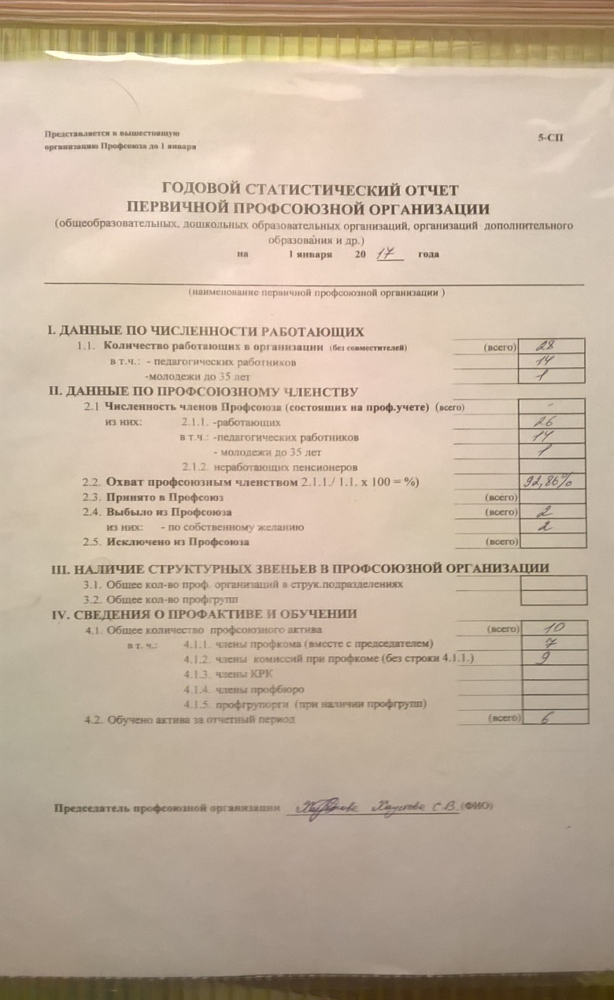 Представляется в вышестоящую
организацию Профсоюза до 1 января
5-СП
ГОДОВОЙ СТАТИСТИЧЕСКИЙ ОТЧЕТ
ПЕРВИЧНОЙ ПРОФСОЮЗНОЙ ОРГАНИЗАЦИИ
(общеобразовательных, дошкольных образовательных организаций, организаций дополнительного
образования и др.)
на 1 января 20 17 года
(наименование первичной профсоюзной организации )
I. ДАННЫЕ ПО ЧИСЛЕННОСТИ РАБОТАЮЩИХ
1.1. Количество работающих в организации (без совместителей) (всего) 28
в т.ч.: - педагогических работников 14
-молодежи до 35 лет 1
II. ДАННЫЕ ПО ПРОФСОЮЗНОМУ ЧЛЕНСТВУ
2.1 Численность членов Профсоюза (состоящих на проф.учете) (всего) -
из них: 2.1.1. -работающих 26
в т.ч.: -педагогических работников 14
- молодежи до 35 лет 1
2.1.2. неработающих пенсионеров
2.2. Охват профсоюзным членством 2.1.1./ 1.1. х 100 = %) 92,86%
2.3. Принято в Профсоюз (всего)
2.4. Выбыло из Профсоюза (всего) 2
из них: - по собственному желанию 2
2.5. Исключено из Профсоюза (всего)
III. НАЛИЧИЕ СТРУКТУРНЫХ ЗВЕНЬЕВ В ПРОФСОЮЗНОЙ ОРГАНИЗАЦИИ
3.1. Общее кол-во проф. организаций в струк.подразделениях
3.2. Общее кол-во профгрупп
IV. СВЕДЕНИЯ О ПРОФАКТИВЕ И ОБУЧЕНИИ
4.1. Общее количество профсоюзного актива (всего) 10
в т. ч.: 4.1.1. члены профкома (вместе с председателем) 7
4.1.2. члены комиссий при профкоме (без строки 4.1.1.) 9
4.1.3. члены КРК
4.1.4. члены профбюро
4.1.5. профгрупорги (при наличии профгрупп)
4.2. Обучено актива за отчетный период (всего) 6
Председатель профсоюзной организации С.В. (ФИО)